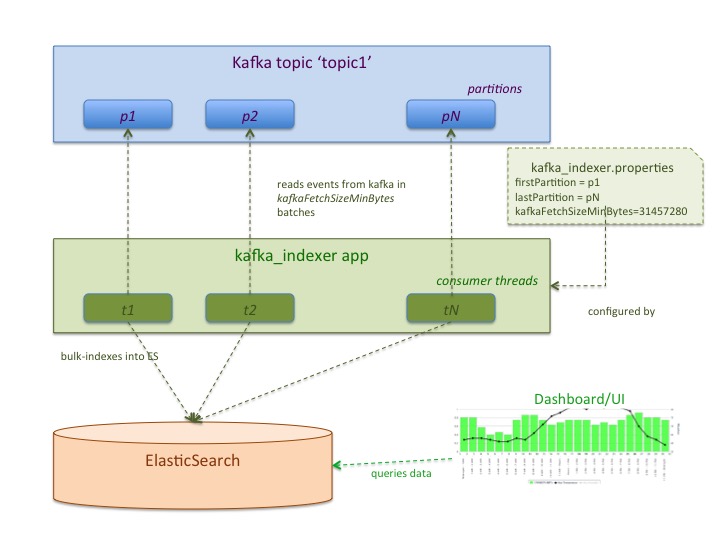 Kafka topic ‘topic1’
partitions
p1
p2
pN
reads events from kafka in
kafkaFetchSizeMinBytes
batches
kafka_indexer.properties
firstPartition = p1
lastPartition = pN
kafkaFetchSizeMinBytes=31457280
kafka_indexer app
consumer threads
t1
t2
tN
configured by
bulk-indexes into ES
Dashboard/UI
ElasticSearch
queries data